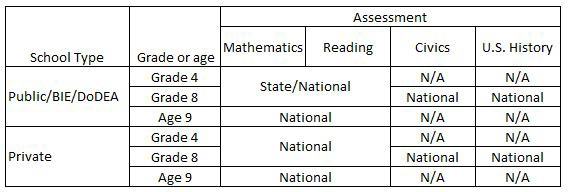 Assessment
School Type Grade or age Mathematics Reading Civics U.S. History
Public/BIE/DoDEA Grade 4 State/National N/A N/A
Grade 8 National National
Age 9 National N/A N/A
Private Grade 4 National N/A N/A
Grade 8 National National
Age 9 National N/A N/A